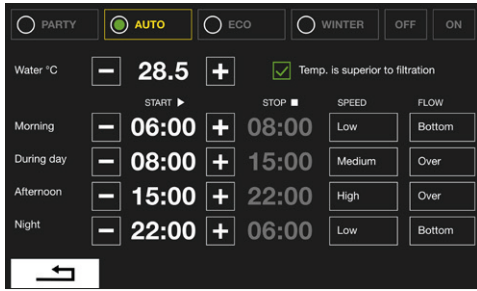 PARTY AUTO ECO WINTER OFF ON
Water °C − 28.5 + Temp. is superior to filtration
START ▶ STOP ■ SPEED FLOW
Morning − 06:00 + 08:00 Low Bottom
During day − 08:00 + 15:00 Medium Over
Afternoon − 15:00 + 22:00 High Over
Night − 22:00 + 06:00 Low Bottom